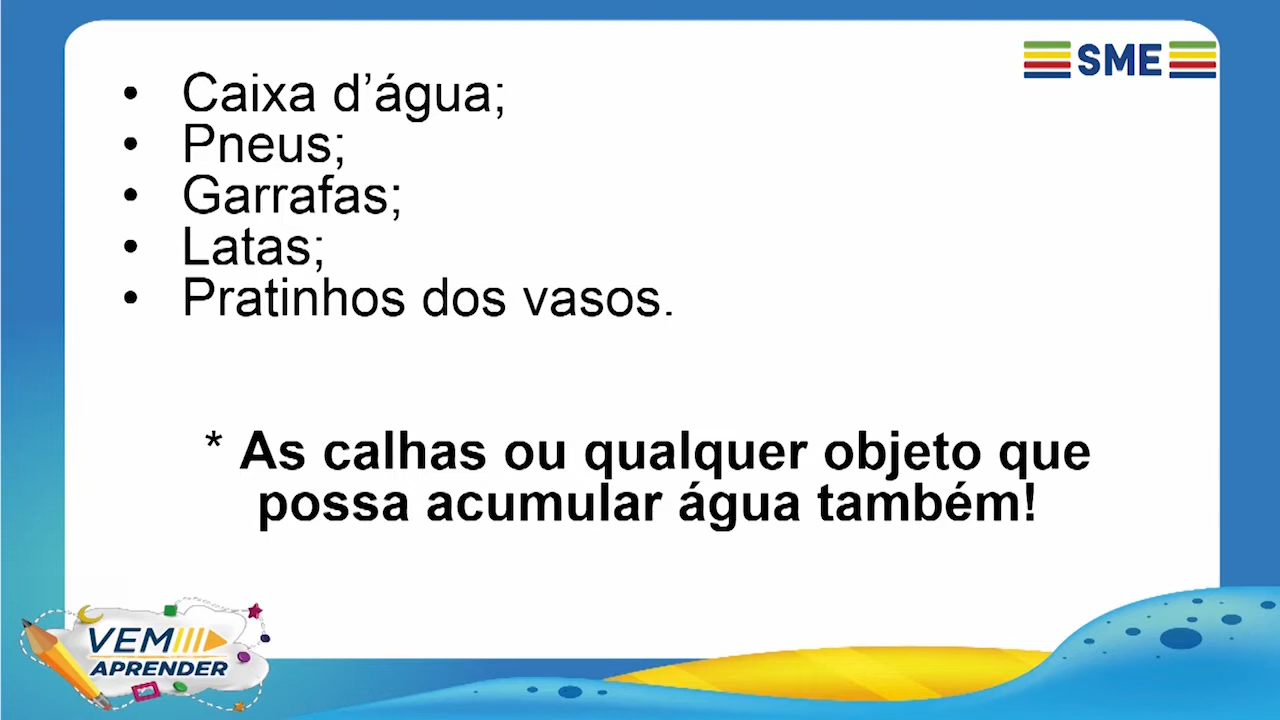 SME
• Caixa d’água;
• Pneus;
• Garrafas;
• Latas;
• Pratinhos dos vasos.
* As calhas ou qualquer objeto que
possa acumular água também!
VEM
APRENDER